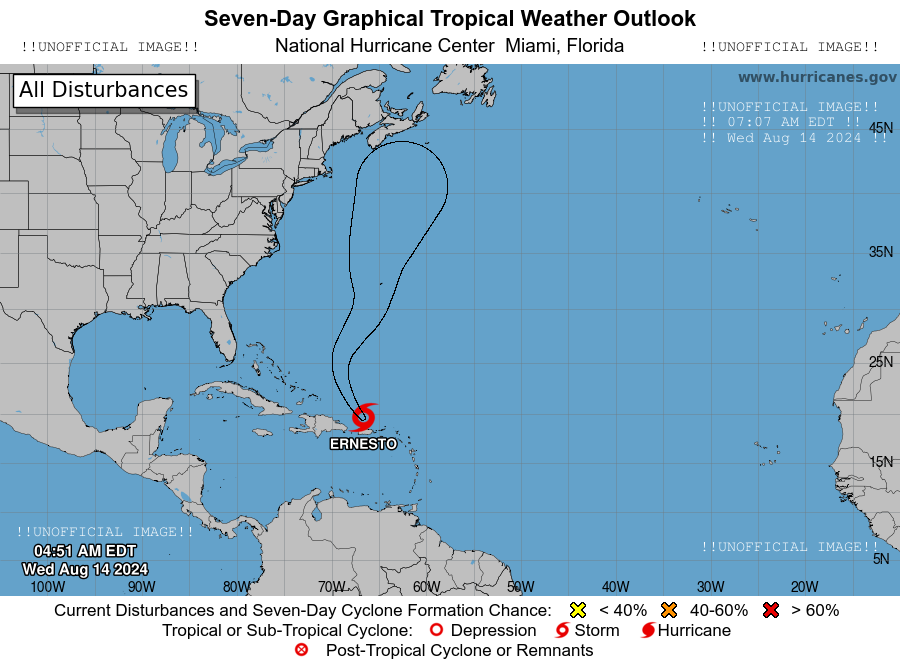 Seven-Day Graphical Tropical Weather Outlook
!!UNOFFICIAL IMAGE!! National Hurricane Center Miami, Florida !!UNOFFICIAL IMAGE!!
All Disturbances
www.hurricanes.gov
!!UNOFFICIAL IMAGE!!
!! 07:07 AM EDT !!
!! Wed Aug 14 2024 !!
45N
35N
25N
ERNESTO
15N
!!UNOFFICIAL IMAGE!!
04:51 AM EDT
Wed Aug 14 2024
!!UNOFFICIAL IMAGE!!
5N
100W 90W 80W 70W 60W 50W 40W 30W 20W
Current Disturbances and Seven-Day Cyclone Formation Chance: < 40% 40-60% > 60%
Tropical or Sub-Tropical Cyclone: Depression Storm Hurricane
Post-Tropical Cyclone or Remnants